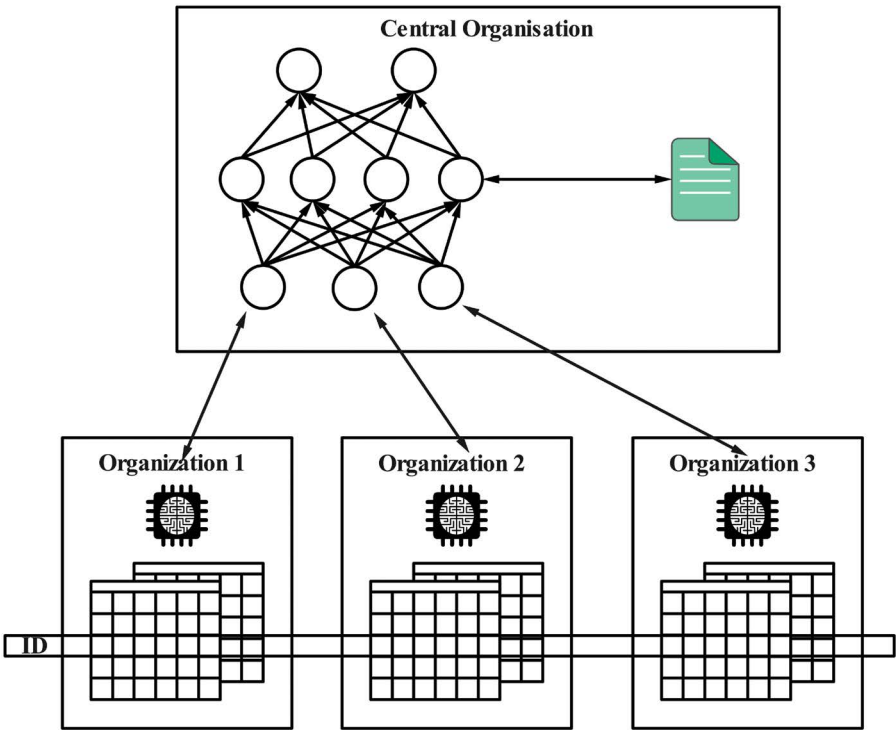 Central Organisation
Organization 1
Organization 2
Organization 3
ID